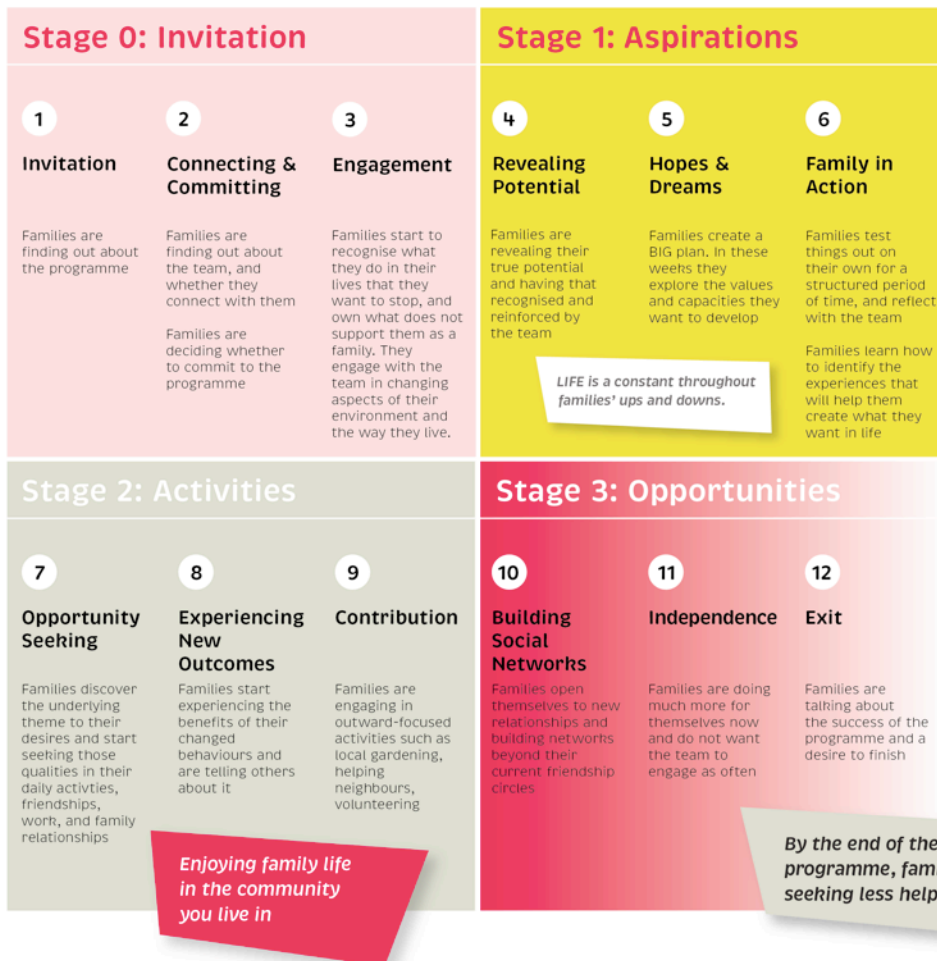 Stage 0: Invitation
1
Invitation
Families are
finding out about
the programme
2
Connecting &
Committing
Families are
finding out about
the team, and
whether they
connect with them
Families are
deciding whether
to commit to the
programme
3
Engagement
Families start to
recognise what
they do in their
lives that they
want to stop, and
own what does not
support them as a
family. They
engage with the
team in changing
aspects of their
environment and
the way they live.
Stage 1: Aspirations
4
Revealing
Potential
Families are
revealing their
true potential
and having that
recognised and
reinforced by
the team
5
Hopes &
Dreams
Families create a
BIG plan. In these
weeks they
explore the values
and capacities they
want to develop
6
Family in
Action
Families test
things out on
their own for a
structured period
of time, and reflect
with the team
Families learn how
to identify the
experiences that
will help them
create what they
want in life
LIFE is a constant throughout
families' ups and downs.
Stage 2: Activities
7
Opportunity
Seeking
Families discover
the underlying
theme to their
desires and start
seeking those
qualities in their
daily activties,
friendships,
work, and family
relationships
8
Experiencing
New
Outcomes
Families start
experiencing the
benefits of their
changed
behaviours and
are telling others
about it
9
Contribution
Families are
engaging in
outward-focused
activities such as
local gardening,
helping
neighbours,
volunteering
Enjoying family life
in the community
you live in
Stage 3: Opportunities
10
Building
Social
Networks
Families open
themselves to new
relationships and
building networks
beyond their
current friendship
circles
11
Independence
Families are doing
much more for
themselves now
and do not want
the team to
engage as often
12
Exit
Families are
talking about
the success of the
programme and a
desire to finish
By the end of the
programme, fam
seeking less help